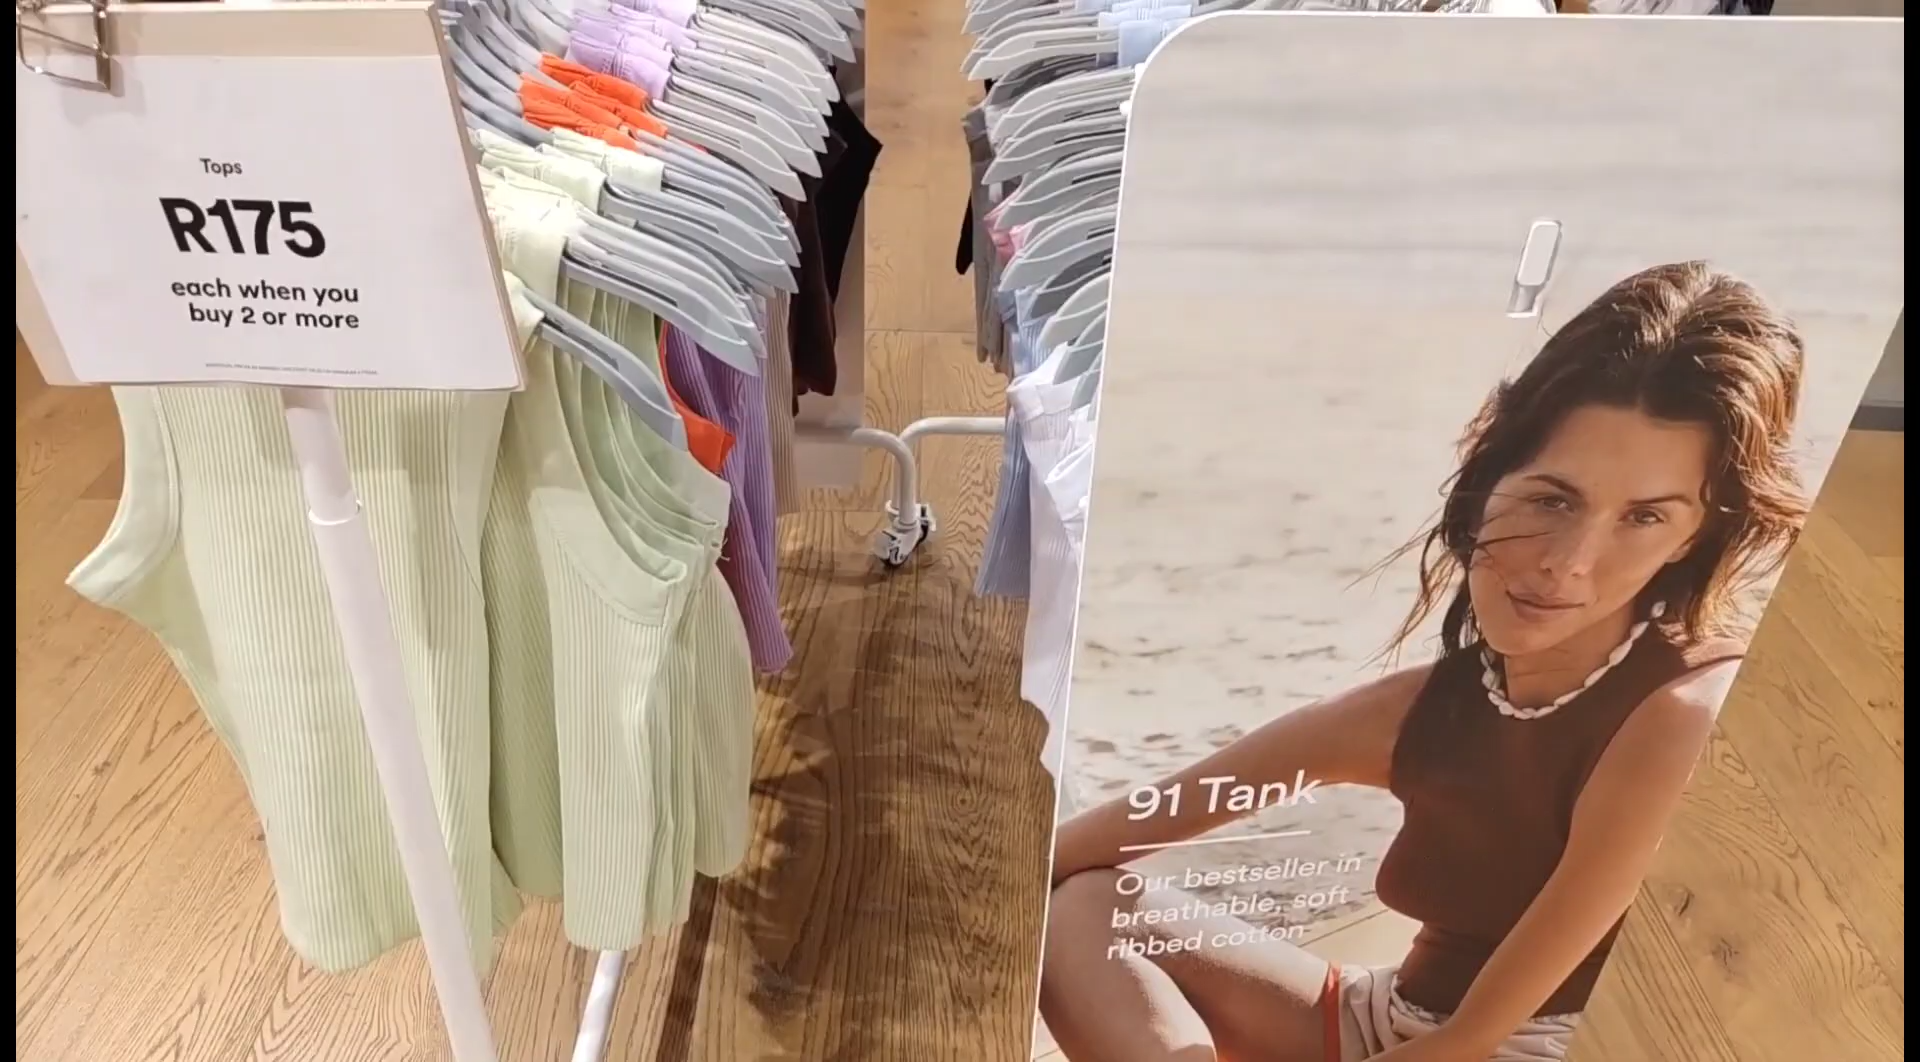 Tops
R175
each when you
buy 2 or more
91 Tank
Our bestseller in
breathable, soft
ribbed cotton